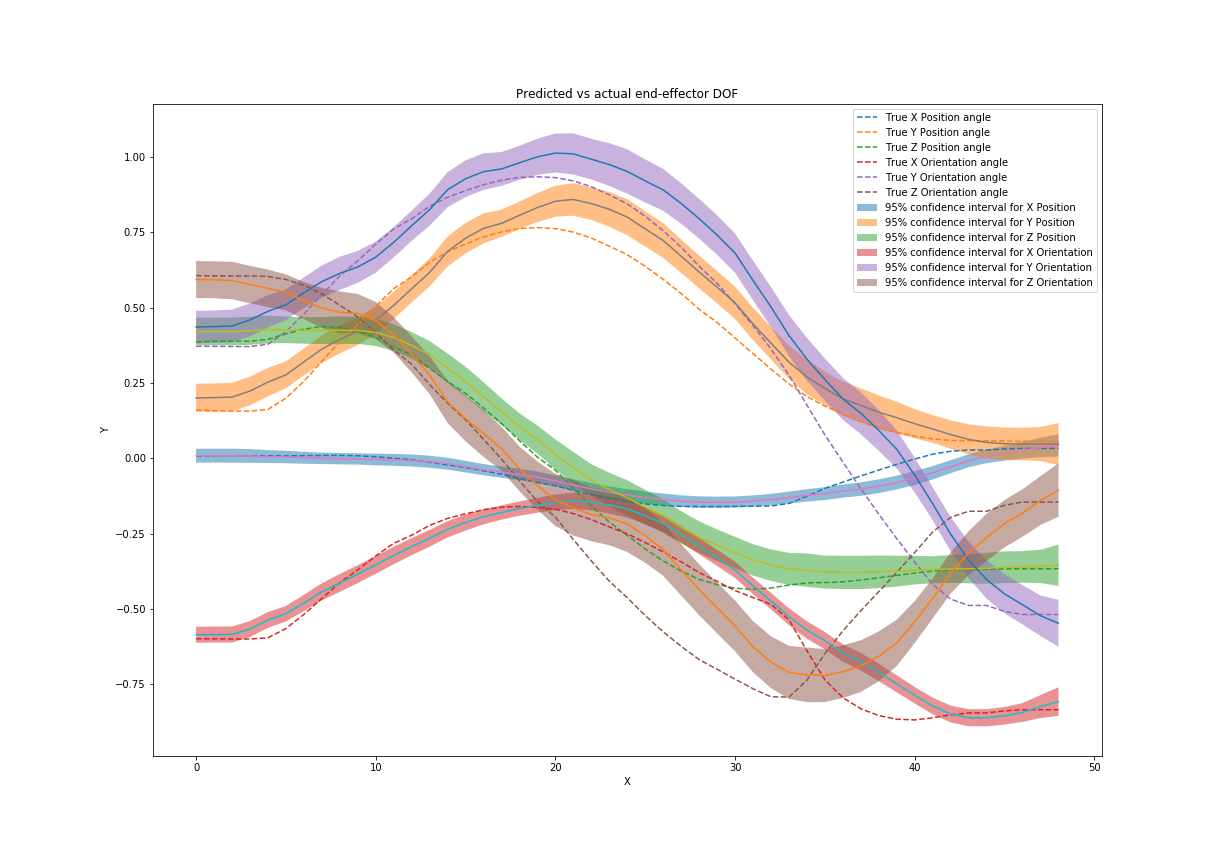 Predicted vs actual end-effector DOF
True X Position angle
True Y Position angle
True Z Position angle
True X Orientation angle
True Y Orientation angle
True Z Orientation angle
95% confidence interval for X Position
95% confidence interval for Y Position
95% confidence interval for Z Position
95% confidence interval for X Orientation
95% confidence interval for Y Orientation
95% confidence interval for Z Orientation
1.00
0.75
0.50
0.25
0.00
−0.25
−0.50
−0.75
Y
0 10 20 30 40 50
X